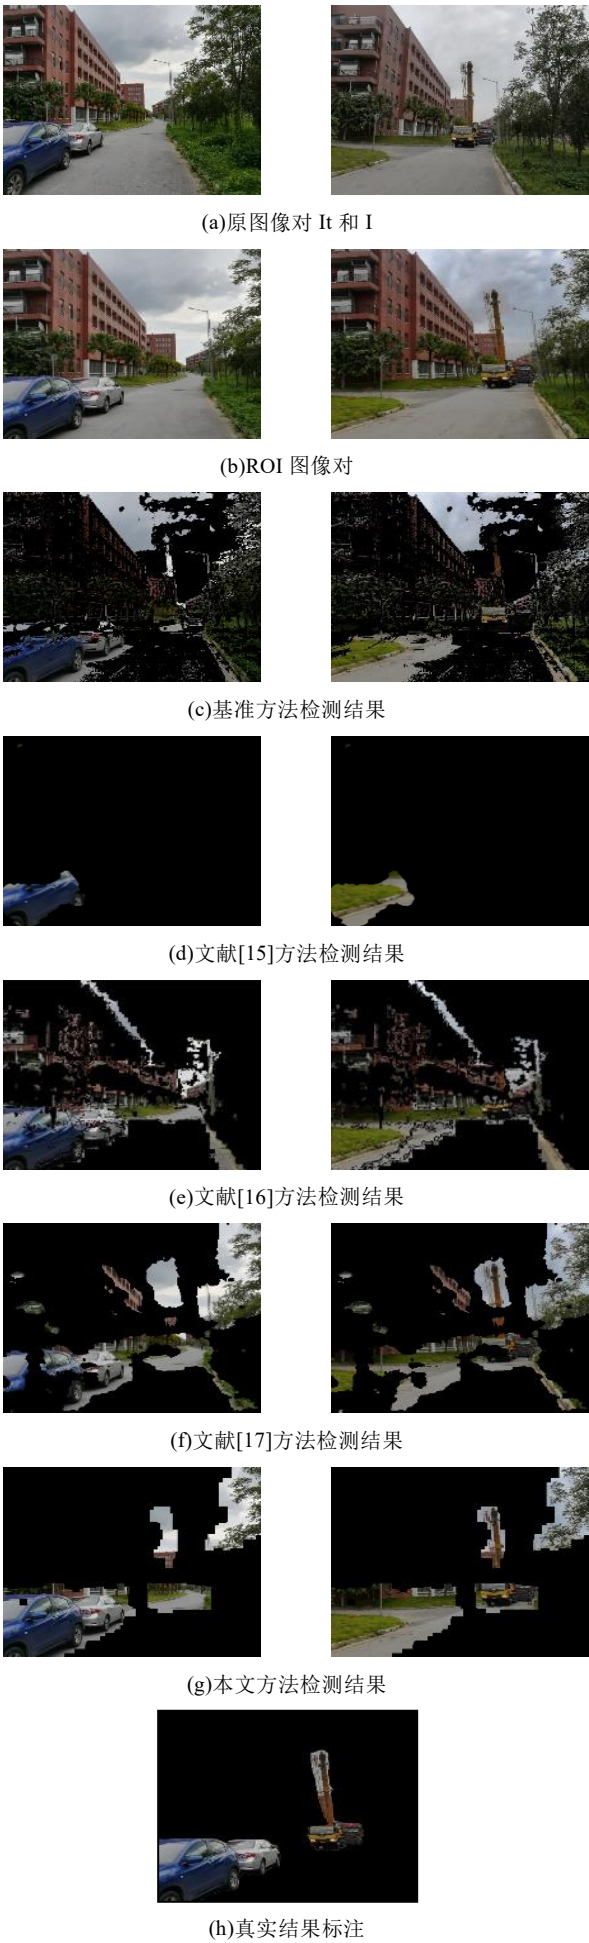 (a)原图像对 It 和 I
(b)ROI 图像对
(c)基准方法检测结果
(d)文献[15]方法检测结果
(e)文献[16]方法检测结果
(f)文献[17]方法检测结果
(g)本文方法检测结果
(h)真实结果标注